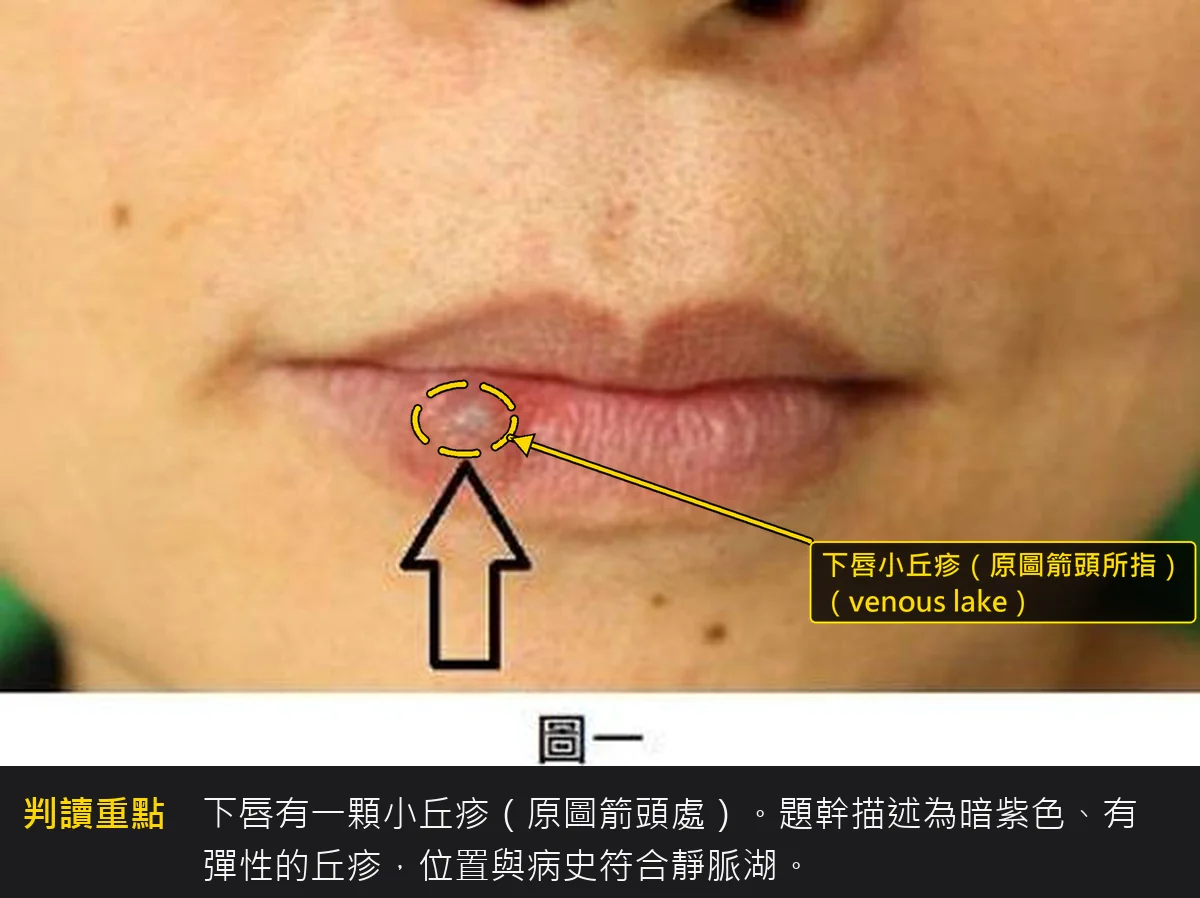 下唇小丘疹（原圖箭頭所指）
（venous lake）
圖一
判讀重點 下唇有一顆小丘疹（原圖箭頭處）。題幹描述為暗紫色、有
彈性的丘疹，位置與病史符合靜脈湖。